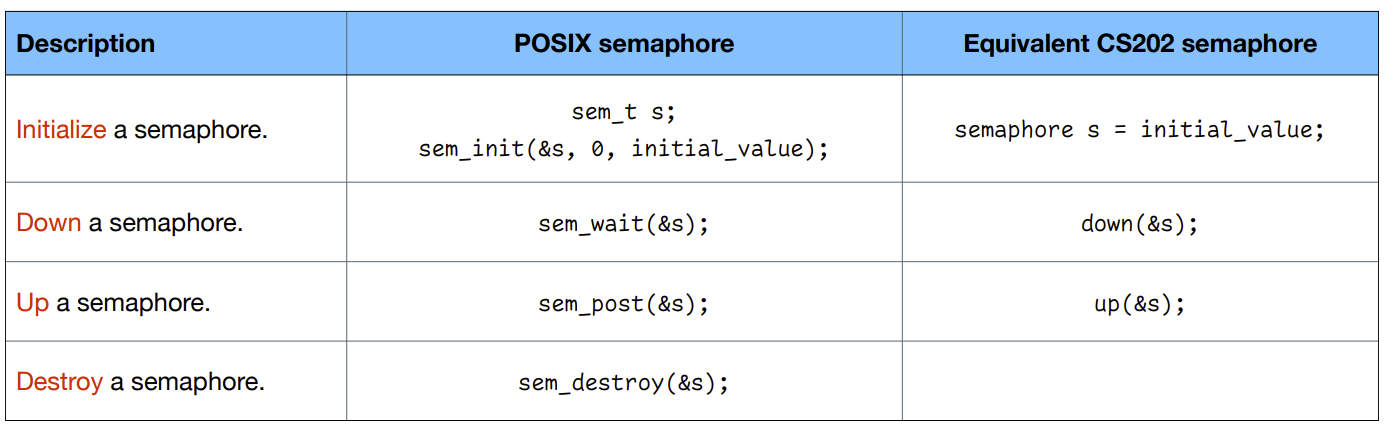 Description POSIX semaphore Equivalent CS202 semaphore
Initialize a semaphore.
sem_t s;
sem_init(&s, 0, initial_value);
semaphore s = initial_value;
Down a semaphore. sem_wait(&s); down(&s);
Up a semaphore. sem_post(&s); up(&s);
Destroy a semaphore. sem_destroy(&s);